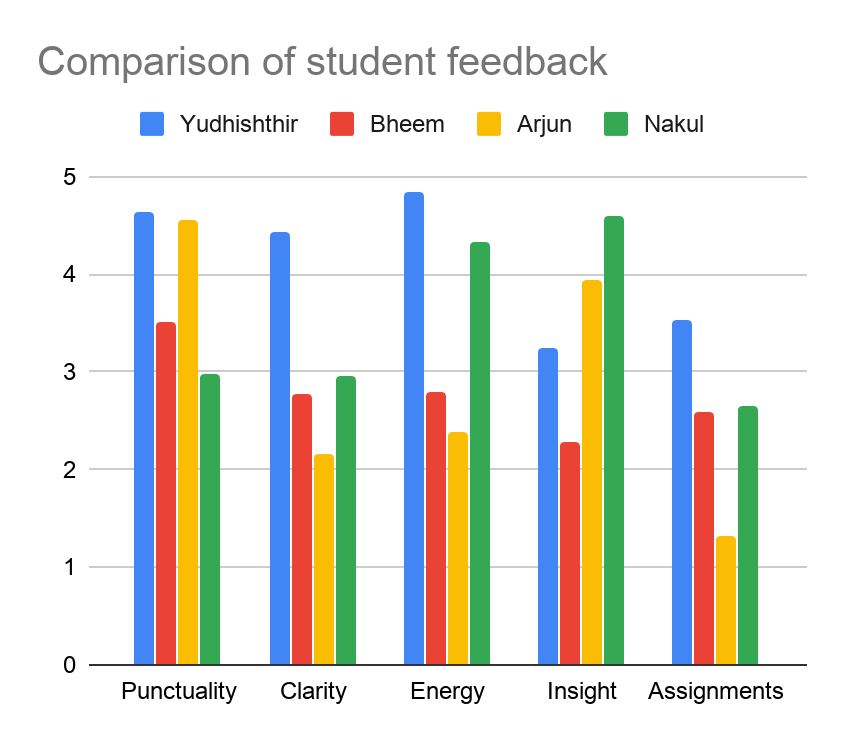 Comparison of student feedback
Yudhishthir Bheem Arjun Nakul
5
4
3
2
1
0
Punctuality Clarity Energy Insight Assignments